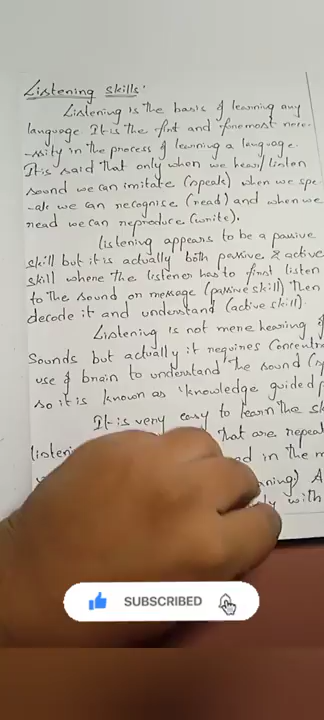 Listening skills:
Listening is the basis of learning any
language It is the first and foremost nece-
-ssity in the process of learning a language.
It is said that only when we hear/listen
sound we can imitate (speak) when we spe-
-ak we can recognise (read) and when we
read we can reproduce (write).
Listening appears to be a passive
skill but it is actually both passive & active
skill where the listener has to first listen
to the sound or message (passive skill) Then
decode it and understand (active skill).
Listening is not mere hearing of
Sounds but actually it requires concentra
use of brain to understand the sound
so it is known as 'knowledge guided p
It is very easy to learn the sk
listen that are repeat
ed in the m
aning) A
with
SUBSCRIBED